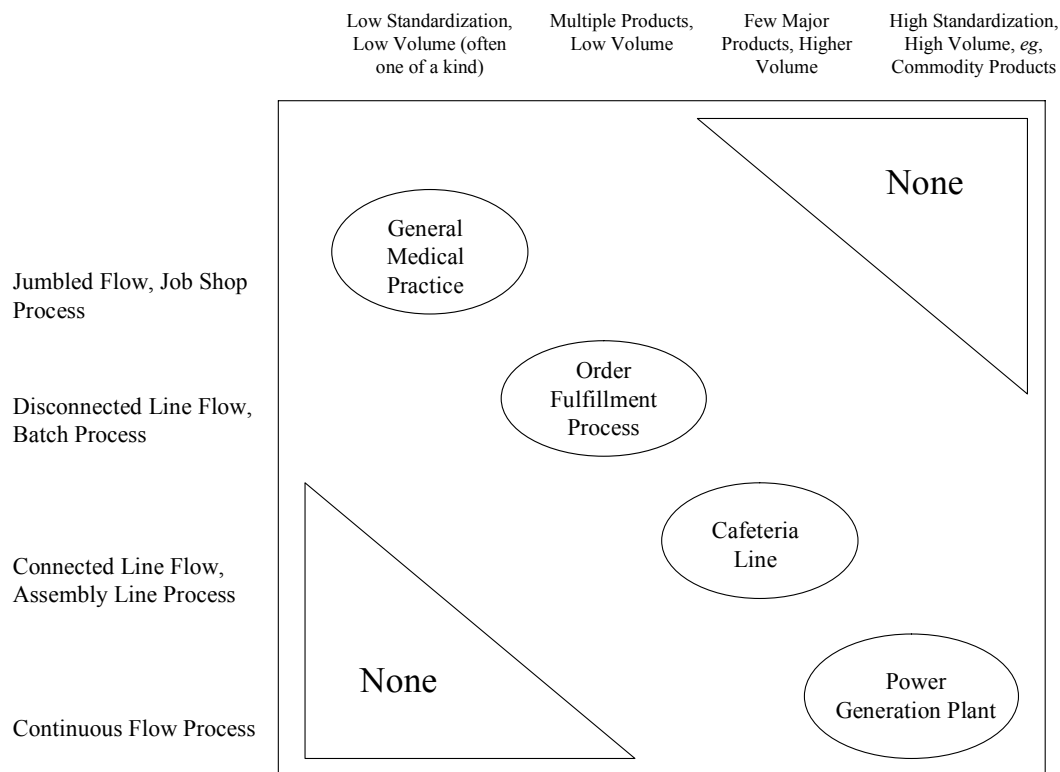 Low Standardization,
Low Volume (often
one of a kind)
Multiple Products,
Low Volume
Few Major
Products, Higher
Volume
High Standardization,
High Volume, eg,
Commodity Products
None
General
Medical
Practice
Jumbled Flow, Job Shop
Process
Order
Fulfillment
Process
Disconnected Line Flow,
Batch Process
Cafeteria
Line
Connected Line Flow,
Assembly Line Process
None
Power
Generation Plant
Continuous Flow Process